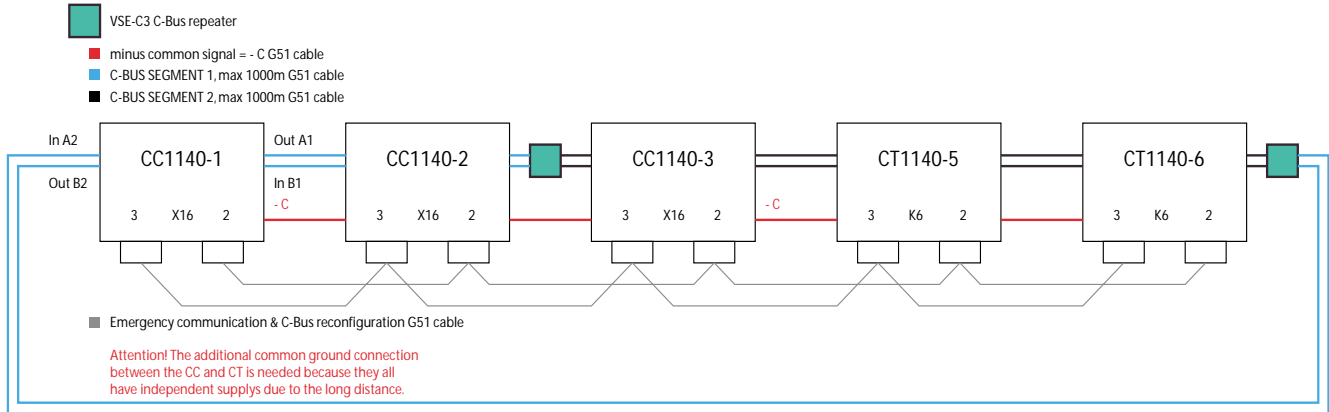 VSE-C3 C-Bus repeater
minus common signal = - C G51 cable
C-BUS SEGMENT 1, max 1000m G51 cable
C-BUS SEGMENT 2, max 1000m G51 cable
In A2
Out B2
CC1140-1
3 X16 2
Out A1
In B1
- C
CC1140-2
3 X16 2
CC1140-3
3 X16 2
- C
CT1140-5
3 K6 2
CT1140-6
3 K6 2
Emergency communication & C-Bus reconfiguration G51 cable
Attention! The additional common ground connection
between the CC and CT is needed because they all
have independent supplys due to the long distance.